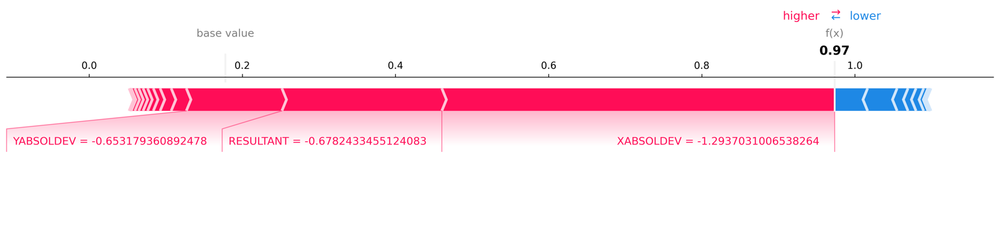 higher ⇄ lower
base value f(x)
0.97
0.0 0.2 0.4 0.6 0.8 1.0
YABSOLDEV = -0.653179360892478 RESULTANT = -0.6782433455124083 XABSOLDEV = -1.2937031006538264